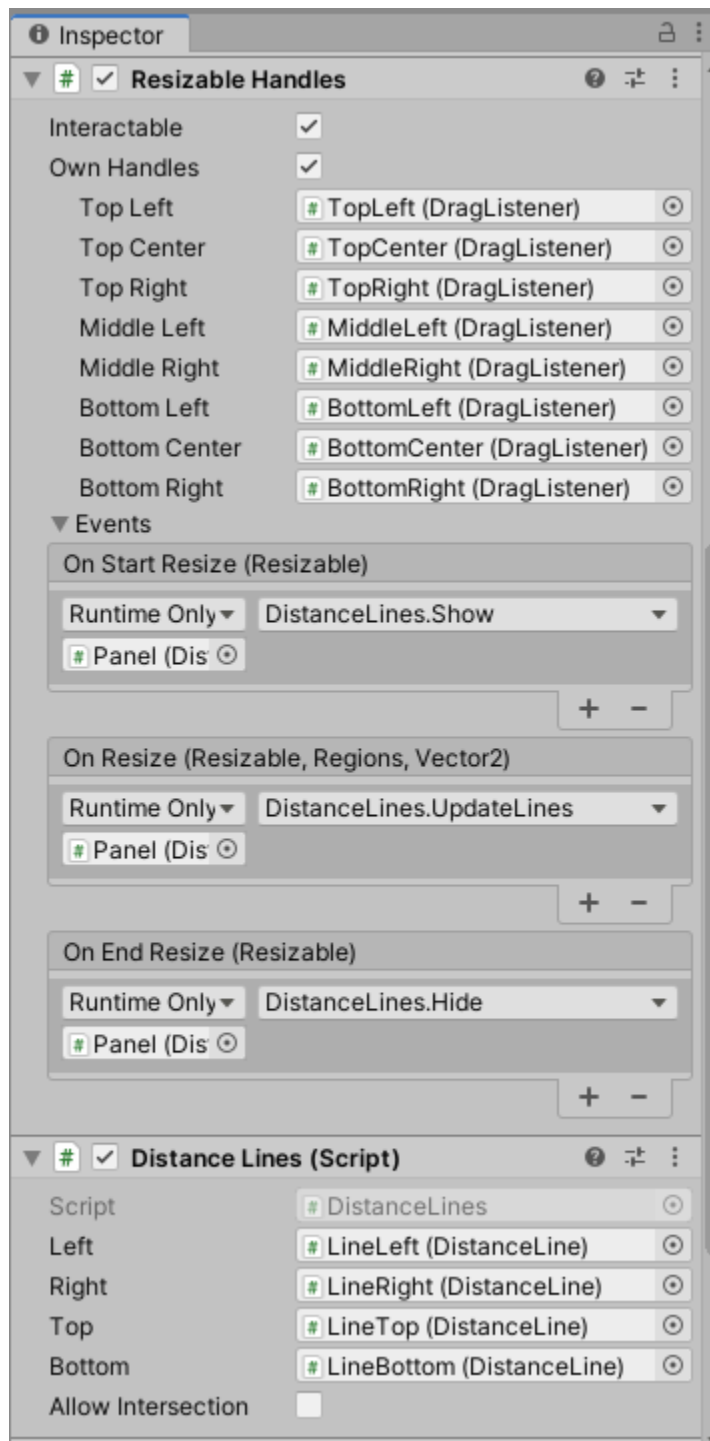 Inspector
Resizable Handles
Interactable
Own Handles
Top Left # TopLeft (DragListener)
Top Center # TopCenter (DragListener)
Top Right # TopRight (DragListener)
Middle Left # MiddleLeft (DragListener)
Middle Right # MiddleRight (DragListener)
Bottom Left # BottomLeft (DragListener)
Bottom Center # BottomCenter (DragListener)
Bottom Right # BottomRight (DragListener)
Events
On Start Resize (Resizable)
Runtime Only DistanceLines.Show
# Panel (Dis
+ -
On Resize (Resizable, Regions, Vector2)
Runtime Only DistanceLines.UpdateLines
# Panel (Dis
+ -
On End Resize (Resizable)
Runtime Only DistanceLines.Hide
# Panel (Dis
+ -
# Distance Lines (Script)
Script # DistanceLines
Left # LineLeft (DistanceLine)
Right # LineRight (DistanceLine)
Top # LineTop (DistanceLine)
Bottom # LineBottom (DistanceLine)
Allow Intersection